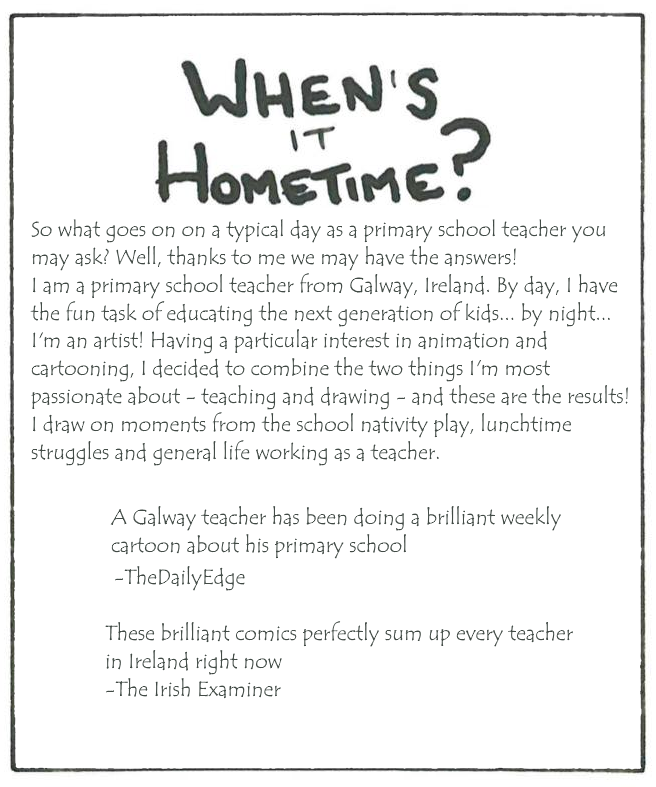 WHEN'S
IT
HOMETIME?
So what goes on on a typical day as a primary school teacher you
may ask? Well, thanks to me we may have the answers!
I am a primary school teacher from Galway, Ireland. By day, I have
the fun task of educating the next generation of kids... by night...
I'm an artist! Having a particular interest in animation and
cartooning, I decided to combine the two things I'm most
passionate about - teaching and drawing - and these are the results!
I draw on moments from the school nativity play, lunchtime
struggles and general life working as a teacher.
A Galway teacher has been doing a brilliant weekly
cartoon about his primary school
-TheDailyEdge
These brilliant comics perfectly sum up every teacher
in Ireland right now
-The Irish Examiner